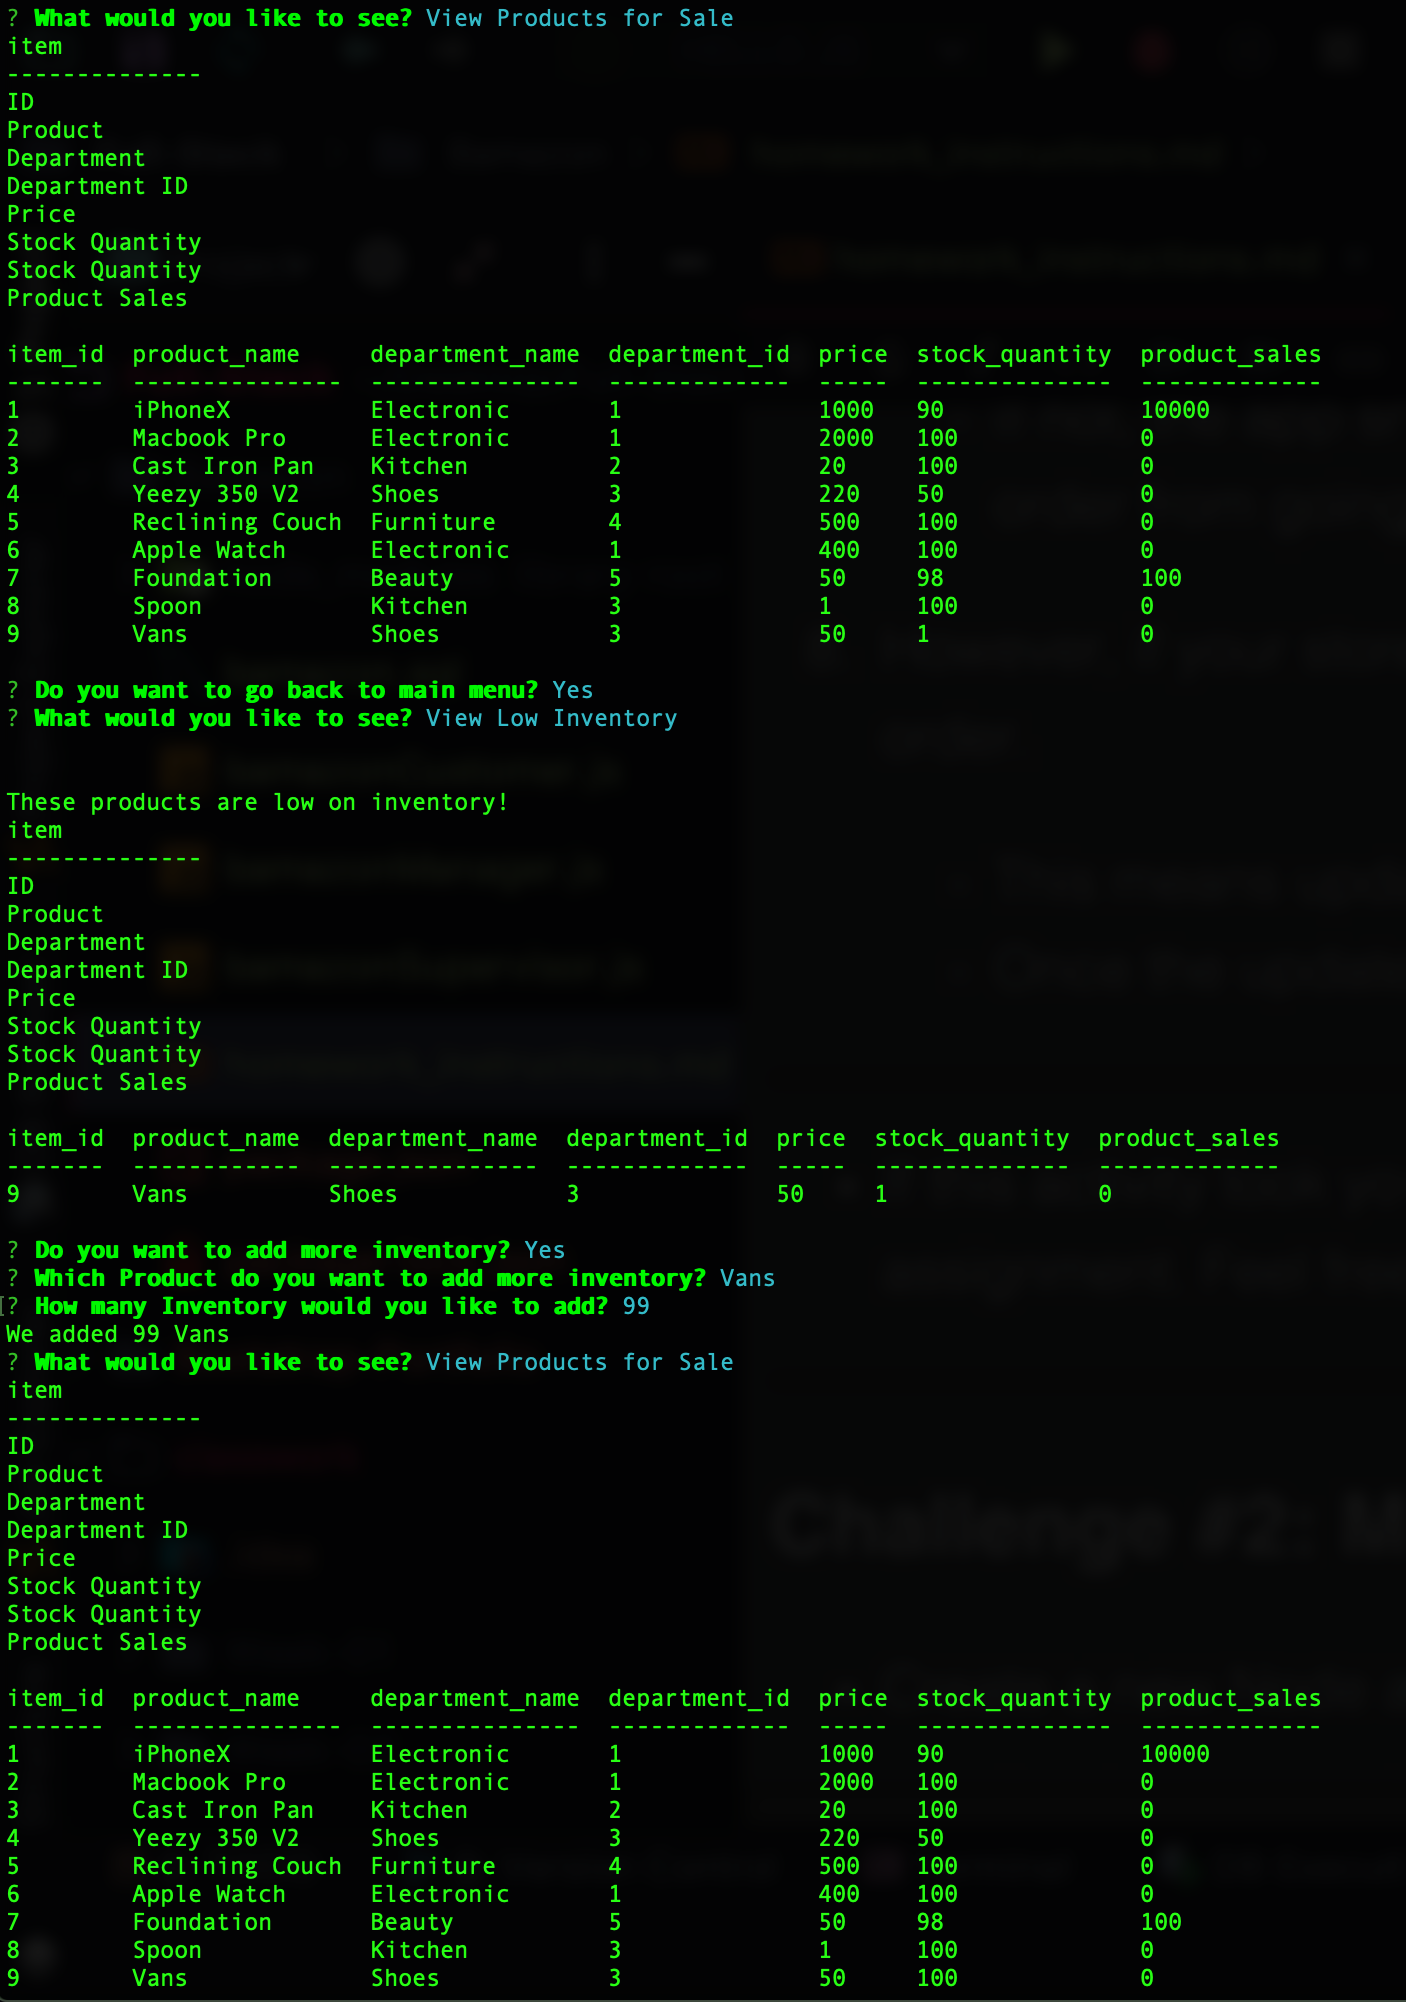 ? What would you like to see? View Products for Sale
item
--------------
ID
Product
Department
Department ID
Price
Stock Quantity
Stock Quantity
Product Sales
item_id  product_name     department_name  department_id  price  stock_quantity  product_sales
-------  ---------------  ---------------  -------------  -----  --------------  -------------
1        iPhoneX          Electronic       1              1000   90              10000
2        Macbook Pro      Electronic       1              2000   100             0
3        Cast Iron Pan    Kitchen          2              20     100             0
4        Yeezy 350 V2     Shoes            3              220    50              0
5        Reclining Couch  Furniture        4              500    100             0
6        Apple Watch      Electronic       1              400    100             0
7        Foundation       Beauty           5              50     98              100
8        Spoon            Kitchen          3              1      100             0
9        Vans             Shoes            3              50     1               0
? Do you want to go back to main menu? Yes
? What would you like to see? View Low Inventory
These products are low on inventory!
item
--------------
ID
Product
Department
Department ID
Price
Stock Quantity
Stock Quantity
Product Sales
item_id  product_name  department_name  department_id  price  stock_quantity  product_sales
-------  ------------  ---------------  -------------  -----  --------------  -------------
9        Vans          Shoes            3              50     1               0
? Do you want to add more inventory? Yes
? Which Product do you want to add more inventory? Vans
[? How many Inventory would you like to add? 99
We added 99 Vans
? What would you like to see? View Products for Sale
item
--------------
ID
Product
Department
Department ID
Price
Stock Quantity
Stock Quantity
Product Sales
Challenge #2:
item_id  product_name     department_name  department_id  price  stock_quantity  product_sales
-------  ---------------  ---------------  -------------  -----  --------------  -------------
1        iPhoneX          Electronic       1              1000   90              10000
2        Macbook Pro      Electronic       1              2000   100             0
3        Cast Iron Pan    Kitchen          2              20     100             0
4        Yeezy 350 V2     Shoes            3              220    50              0
5        Reclining Couch  Furniture        4              500    100             0
6        Apple Watch      Electronic       1              400    100             0
7        Foundation       Beauty           5              50     98              100
8        Spoon            Kitchen          3              1      100             0
9        Vans             Shoes            3              50     100             0